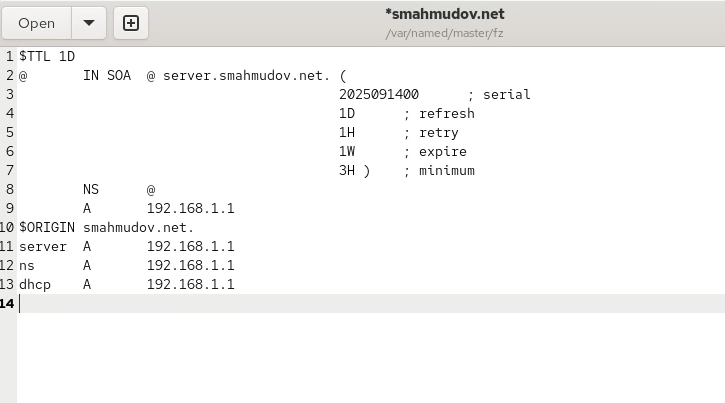 Open
*smahmudov.net
/var/named/master/fz
1 $TTL 1D
2 @ IN SOA @ server.smahmudov.net. (
3 2025091400 ; serial
4 1D ; refresh
5 1H ; retry
6 1W ; expire
7 3H ) ; minimum
8 NS @
9 A 192.168.1.1
10 $ORIGIN smahmudov.net.
11 server A 192.168.1.1
12 ns A 192.168.1.1
13 dhcp A 192.168.1.1
14